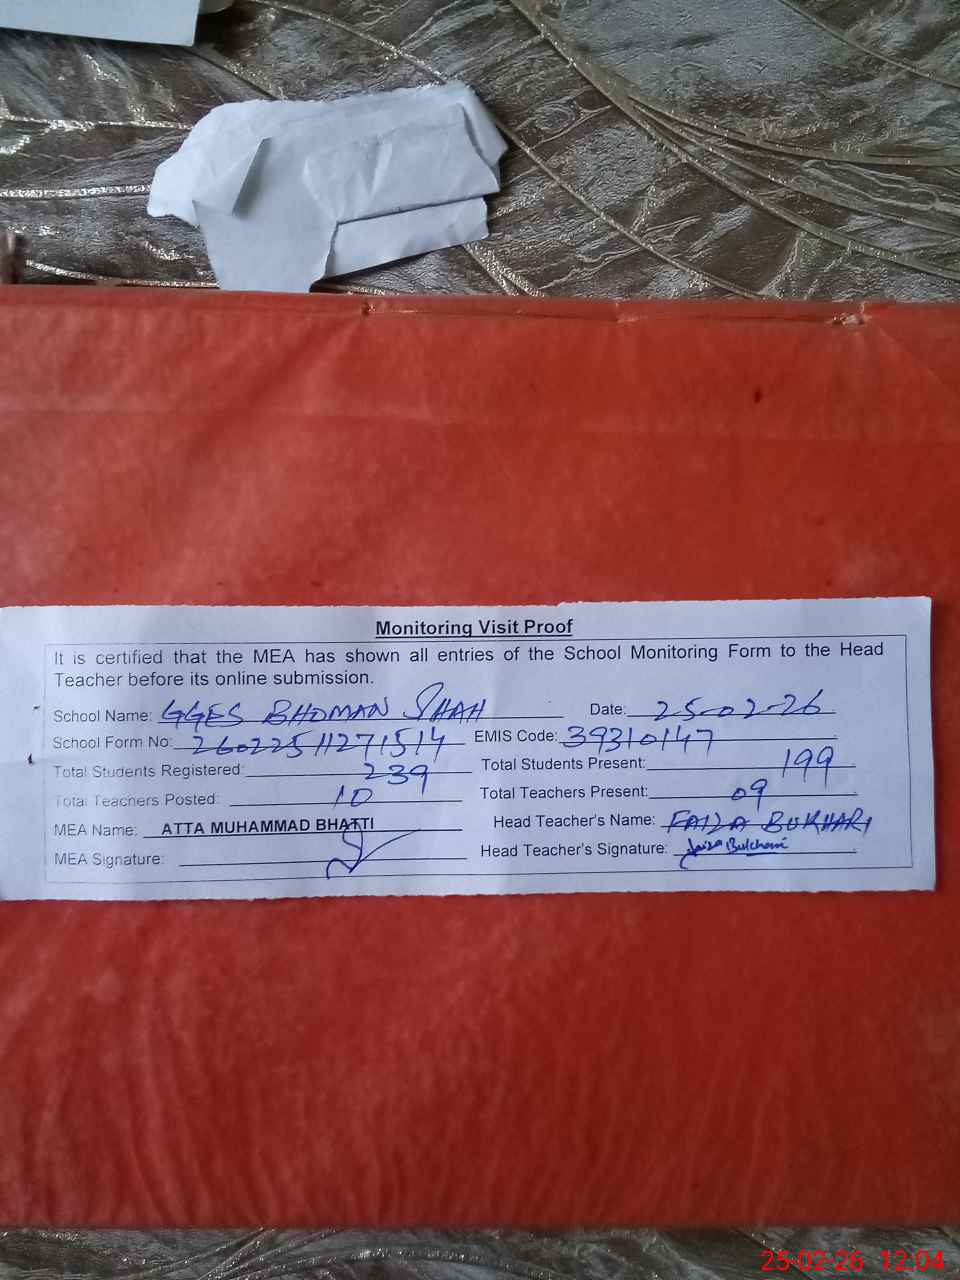 Monitoring Visit Proof
It is certified that the MEA has shown all entries of the School Monitoring Form to the Head
Teacher before its online submission.
School Name: GGES BHOMAN SHAH Date: 25-02-26
School Form No: 26022511271514 EMIS Code: 39310147
Total Students Registered: 239 Total Students Present: 199
Total Teachers Posted: 10 Total Teachers Present: 09
MEA Name: ATTA MUHAMMAD BHATTI Head Teacher's Name: FAIZA BUKHARI
MEA Signature: Head Teacher's Signature: Faiza Bukhari
25-02-26 12:04